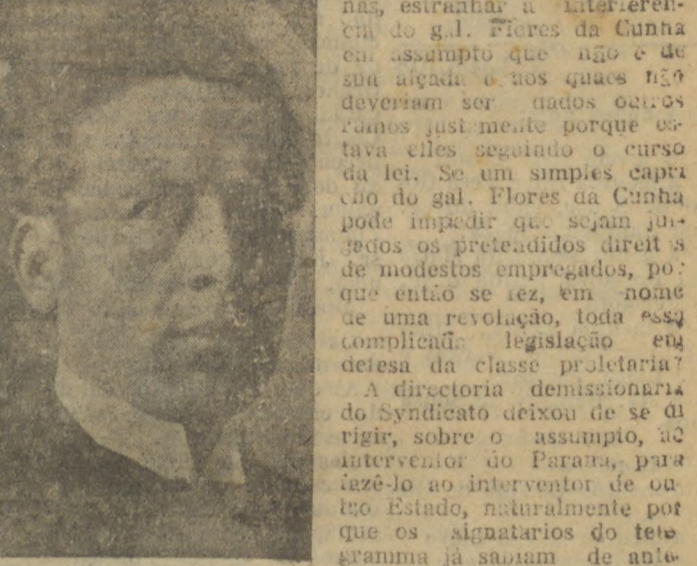 nas, estranhar a interferen-
cia do gal. Flores da Cunha
em assumpto que não é de
sua alçada e aos quaes não
deveriam ser dados outros
rumos justamente porque es-
tava elles seguindo o curso
da lei. Se um simples capri
cho do gal. Flores da Cunha
pode impedir que sejam jul-
gados os pretendidos direitos
de modestos empregados, por
que então se fez, em nome
de uma revolução, toda essa
complicada legislação em
defesa da classe proletaria?
A directoria demissionaria
do Syndicato deixou de se di
rigir, sobre o assumpto, ao
interventor do Paraná, para
fazê-lo ao interventor de ou
tro Estado, naturalmente por
que os signatarios do tele
gramma já sabiam de ante-